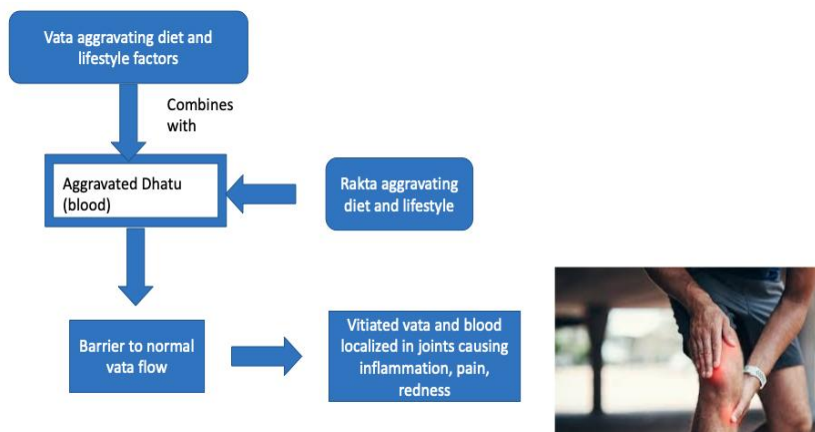 Vata aggravating diet and
lifestyle factors
Combines
with
Aggravated Dhatu
(blood)
Rakta aggravating
diet and lifestyle
Barrier to normal
vata flow
Vitiated vata and blood
localized in joints causing
inflammation, pain,
redness